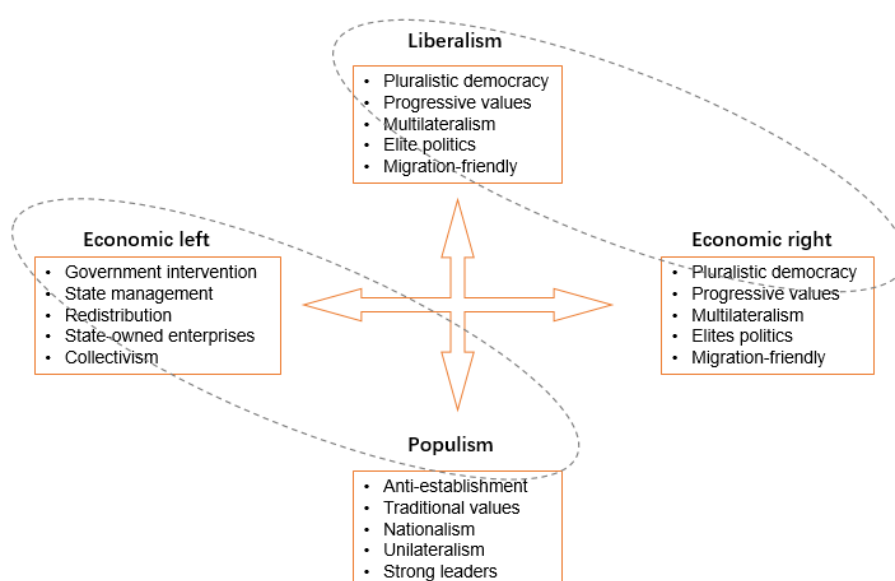 Liberalism
• Pluralistic democracy
• Progressive values
• Multilateralism
• Elite politics
• Migration-friendly
Economic left
• Government intervention
• State management
• Redistribution
• State-owned enterprises
• Collectivism
Economic right
• Pluralistic democracy
• Progressive values
• Multilateralism
• Elites politics
• Migration-friendly
Populism
• Anti-establishment
• Traditional values
• Nationalism
• Unilateralism
• Strong leaders